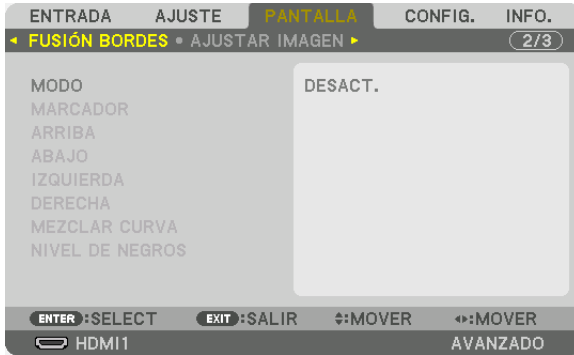 ENTRADA AJUSTE PANTALLA CONFIG. INFO.
FUSIÓN BORDES • AJUSTAR IMAGEN 2/3
MODO DESACT.
MARCADOR
ARRIBA
ABAJO
IZQUIERDA
DERECHA
MEZCLAR CURVA
NIVEL DE NEGROS
ENTER :SELECT EXIT :SALIR :MOVER :MOVER
HDMI1 AVANZADO